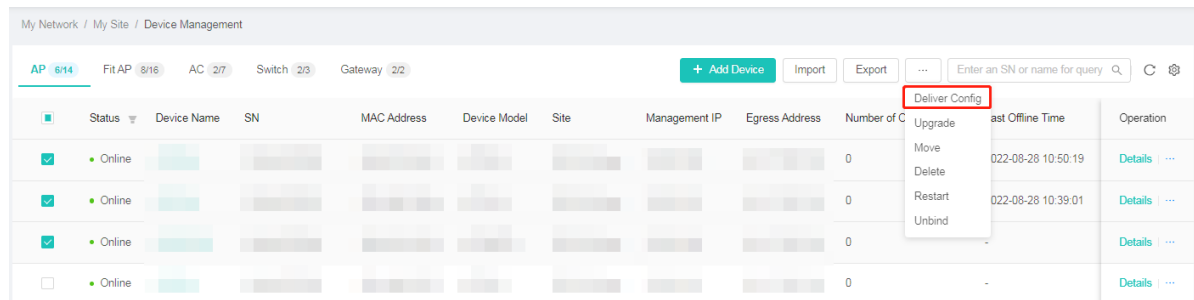 My Network / My Site / Device Management
AP 6/14 Fit AP 8/16 AC 2/7 Switch 2/3 Gateway 2/2 + Add Device Import Export ... Enter an SN or name for query
Deliver Config
Status Device Name SN MAC Address Device Model Site Management IP Egress Address Number of C Upgrade ast Offline Time Operation
Move
Online 0 022-08-28 10:50:19 Details ...
Delete
Online 0 Restart 022-08-28 10:39:01 Details ...
Unbind
Online 0 - Details ...
Online 0 - Details ...